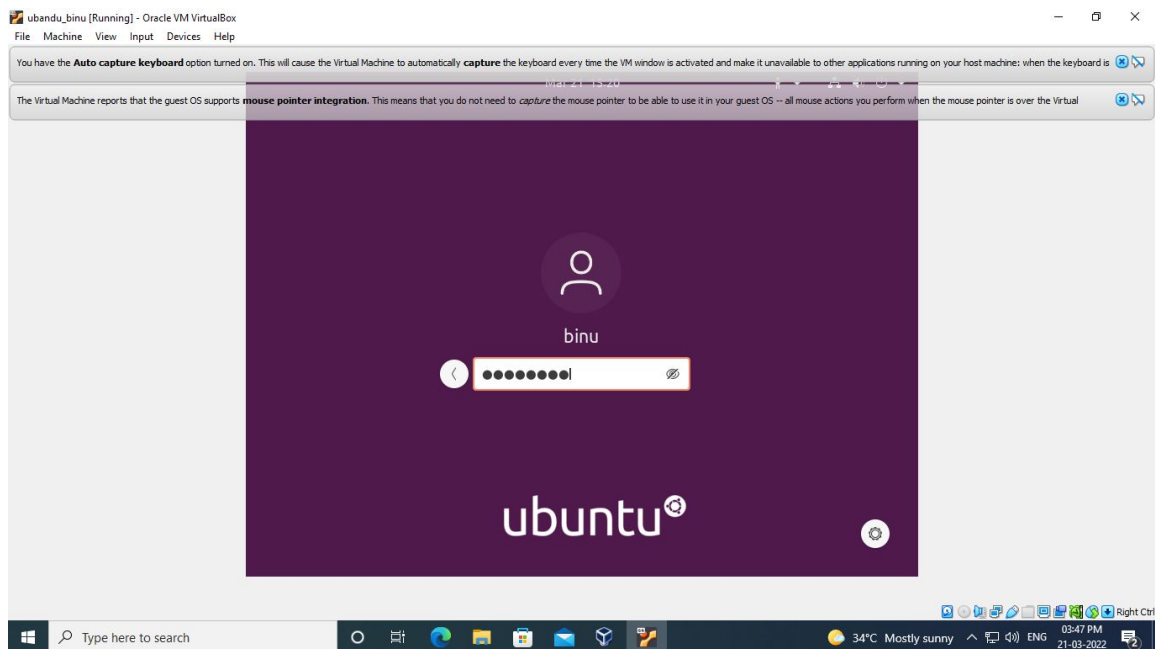 ubandu_binu [Running] - Oracle VM VirtualBox
File Machine View Input Devices Help
You have the Auto capture keyboard option turned on. This will cause the Virtual Machine to automatically capture the keyboard every time the VM window is activated and make it unavailable to other applications running on your host machine: when the keyboard is
Mar 21 15:20
The Virtual Machine reports that the guest OS supports mouse pointer integration. This means that you do not need to capture the mouse pointer to be able to use it in your guest OS -- all mouse actions you perform when the mouse pointer is over the Virtual
binu
ubuntu
Right Ctrl
Type here to search
34°C Mostly sunny
ENG
03:47 PM
21-03-2022
2